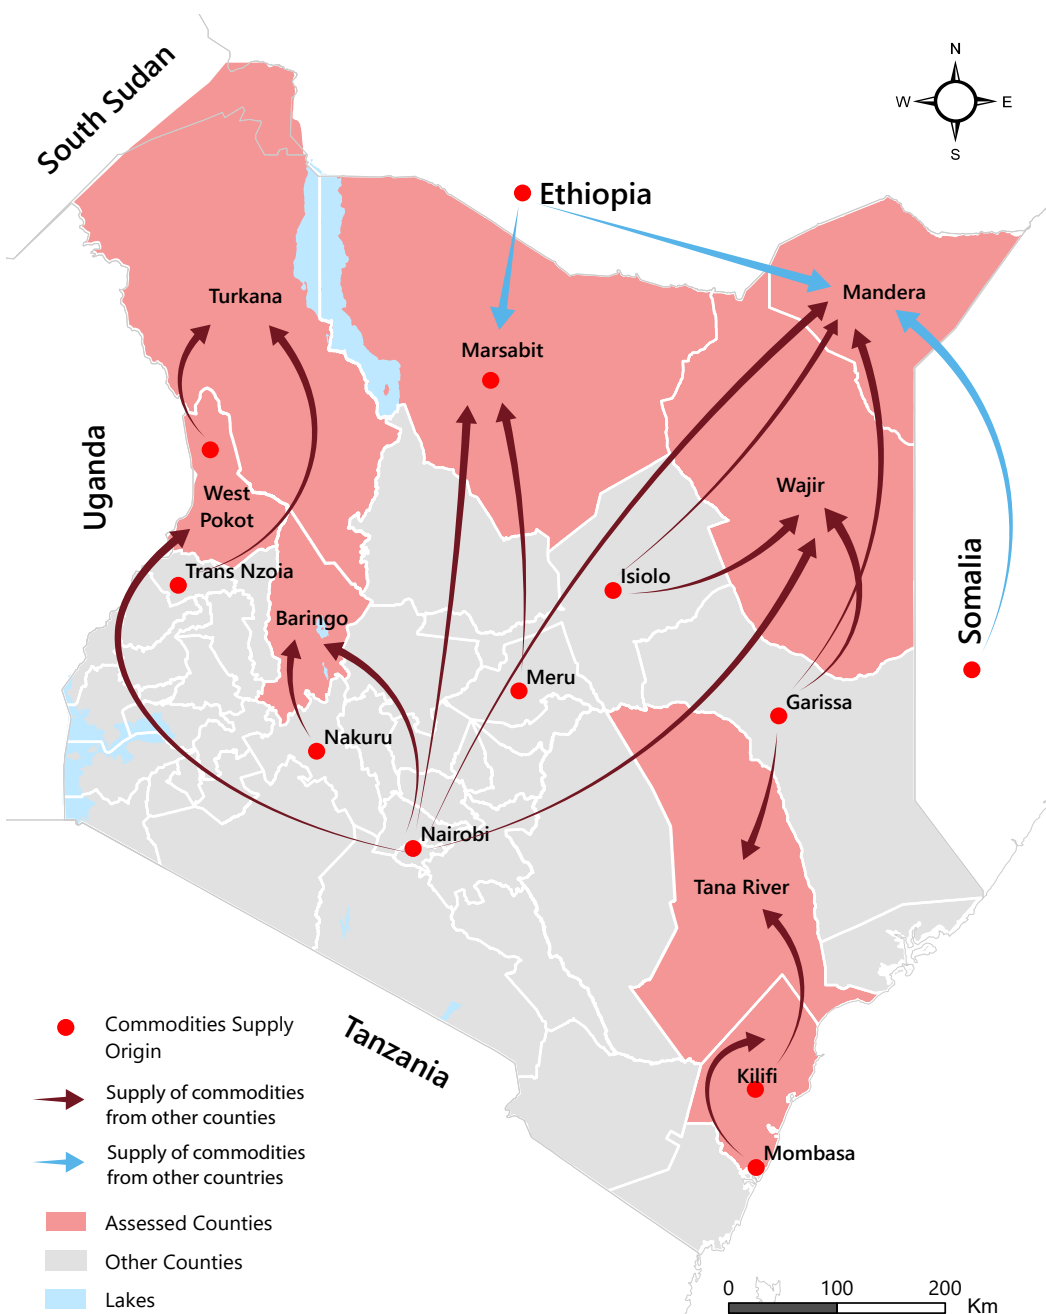 South Sudan
N
W
E
S
Ethiopia
Turkana
Mandera
Marsabit
Uganda
West
Pokot
Wajir
Trans Nzoia
Isiolo
Somalia
Baringo
Meru
Garissa
Nakuru
Nairobi
Tana River
Tanzania
Kilifi
Mombasa
Commodities Supply
Origin
Supply of commodities
from other counties
Supply of commodities
from other countries
Assessed Counties
Other Counties
Lakes
0 100 200
Km